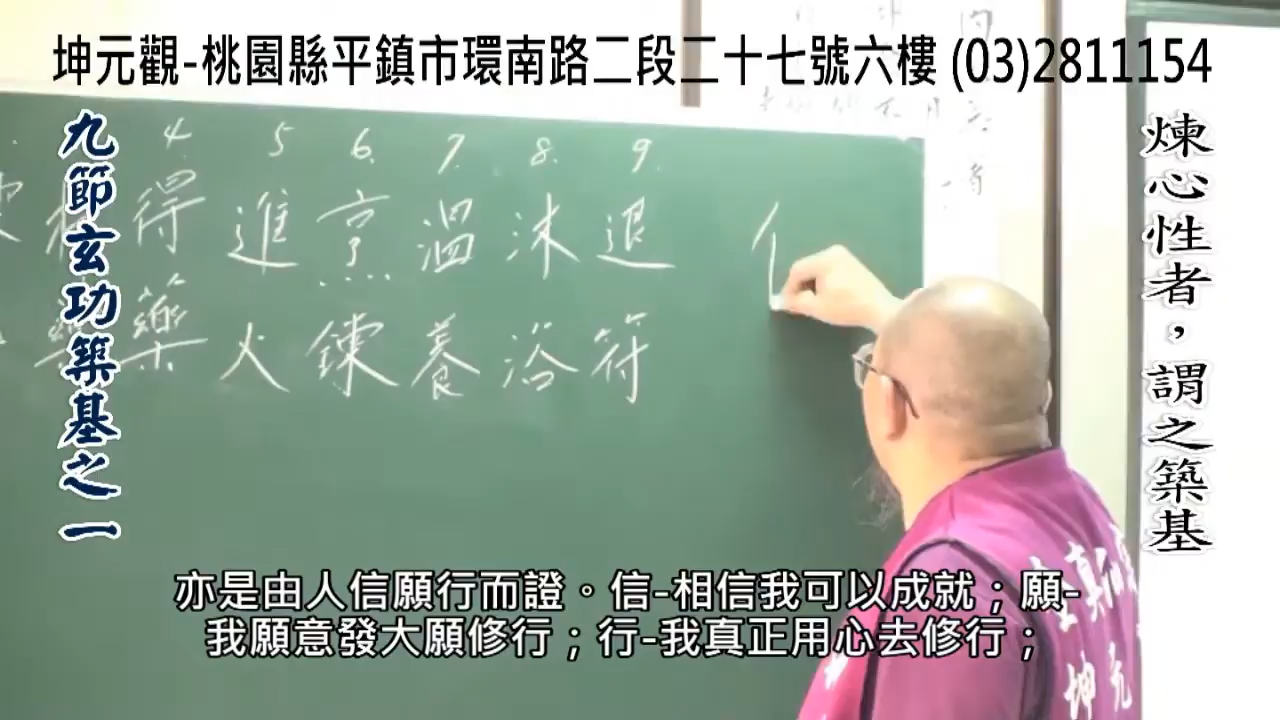 坤元觀-桃園縣平鎮市環南路二段二十七號六樓 (03)2811154
九節玄功築基之一
煉心性者，謂之築基
4. 5 6. 7. 8. 9.
得 進 烹 溫 沐 退
藥 火 鍊 養 浴 符
亦是由人信願行而證。信-相信我可以成就；願-
我願意發大願修行；行-我真正用心去修行；
真
坤元